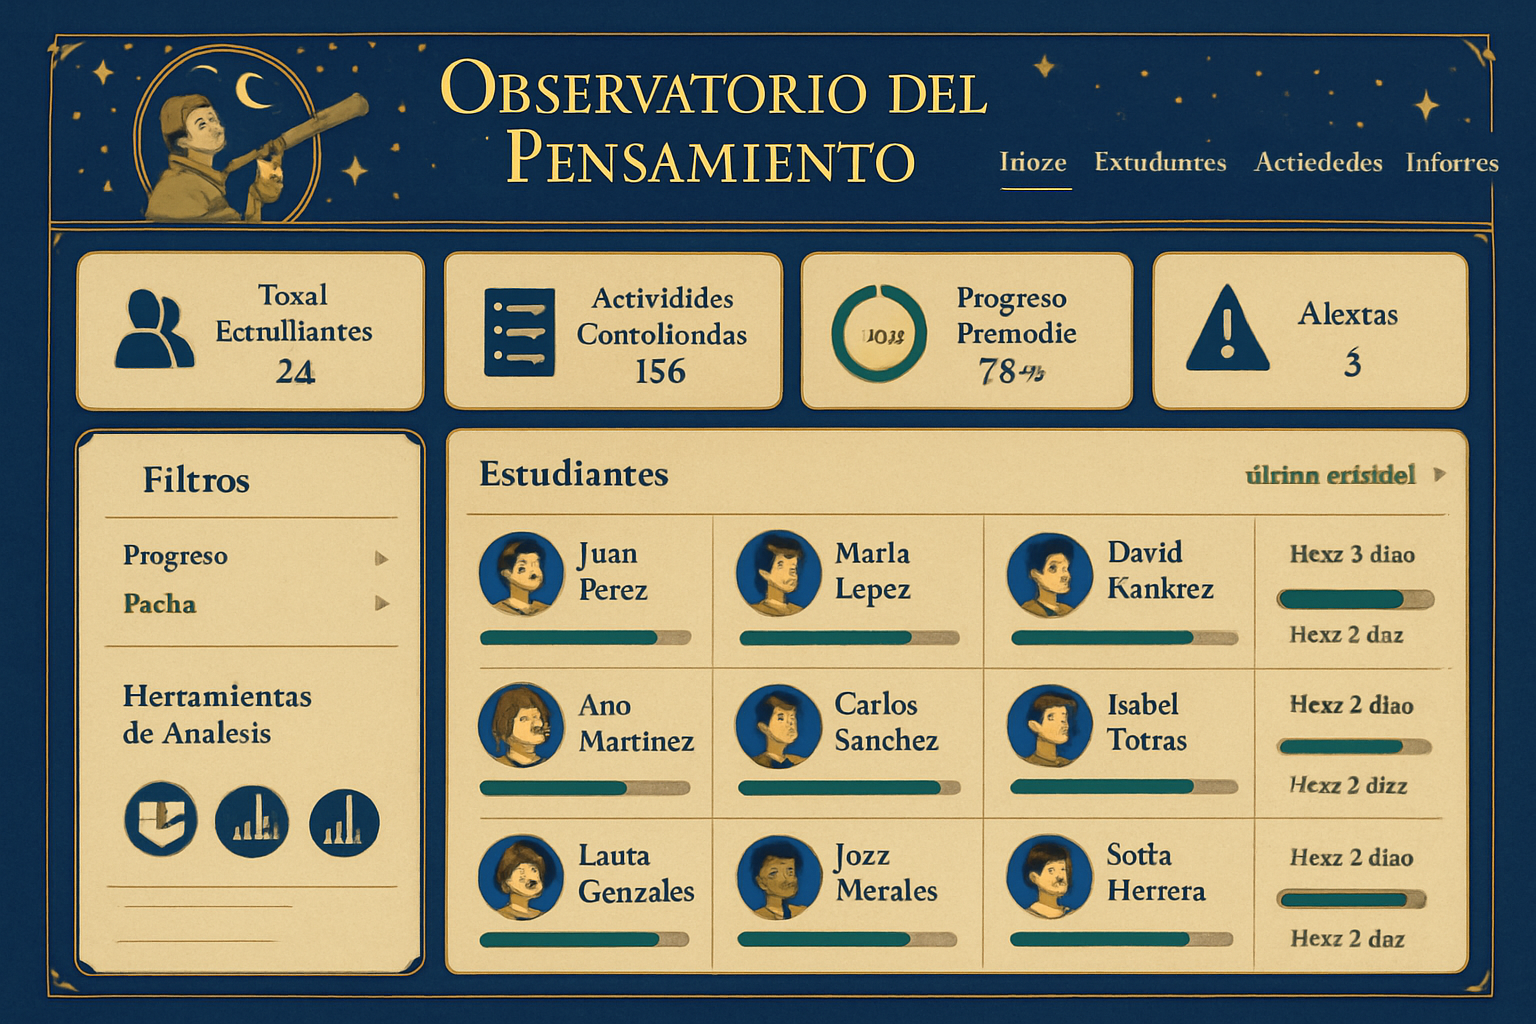 OBSERVATORIO DEL
PENSAMIENTO
Irioze Extuduntes Actiededes Inforres
Toxal
Ectnulliantes
24
Actividides
Contoliondas
156
Progreso
Premodie
78
Alextas
3
Filtros
Progreso
Pacha
Hertamientas
de Analesis
Estudiantes
úlrinn erisidel
Juan
Perez
Marla
Lepez
David
Kankrez
Hexz 3 diao
Hexz 2 daz
Ano
Martinez
Carlos
Sanchez
Isabel
Totras
Hexz 2 diao
Hexz 2 dizz
Lauta
Genzales
Jozz
Merales
Sotta
Herrera
Hexz 2 diao
Hexz 2 daz